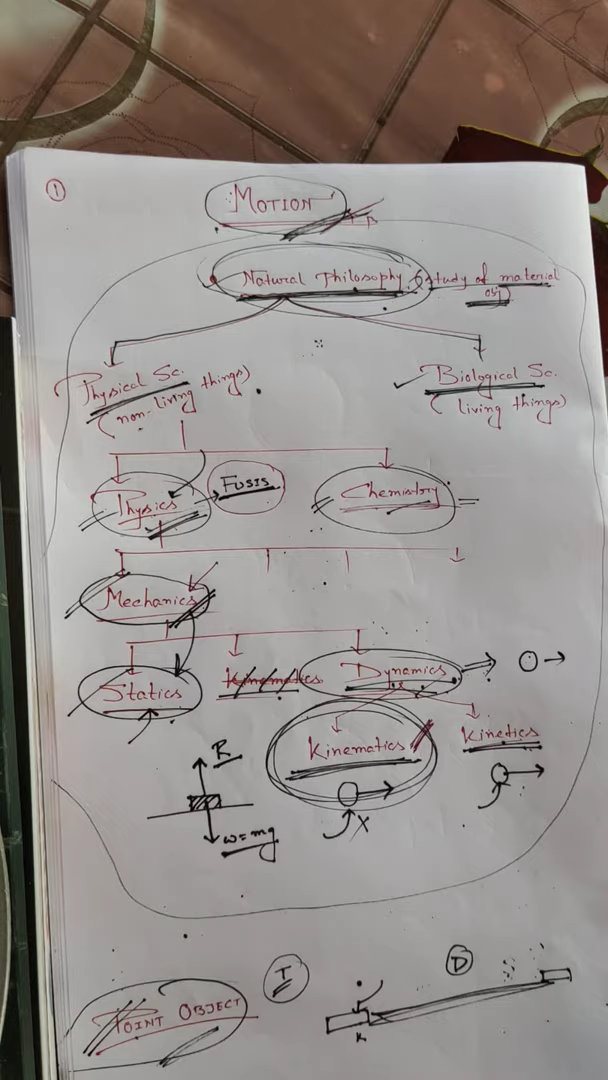 ①
MOTION
Natural Philosophy study of material
obj
Physical Sc.
(non-living things)
Biological Sc.
(living things)
Physics
FUSIS
Chemistry
Mechanics
Statics
Kinematics
Dynamics
Kinematics
Kinetics
R
w=mg
X
POINT OBJECT
I
D
K